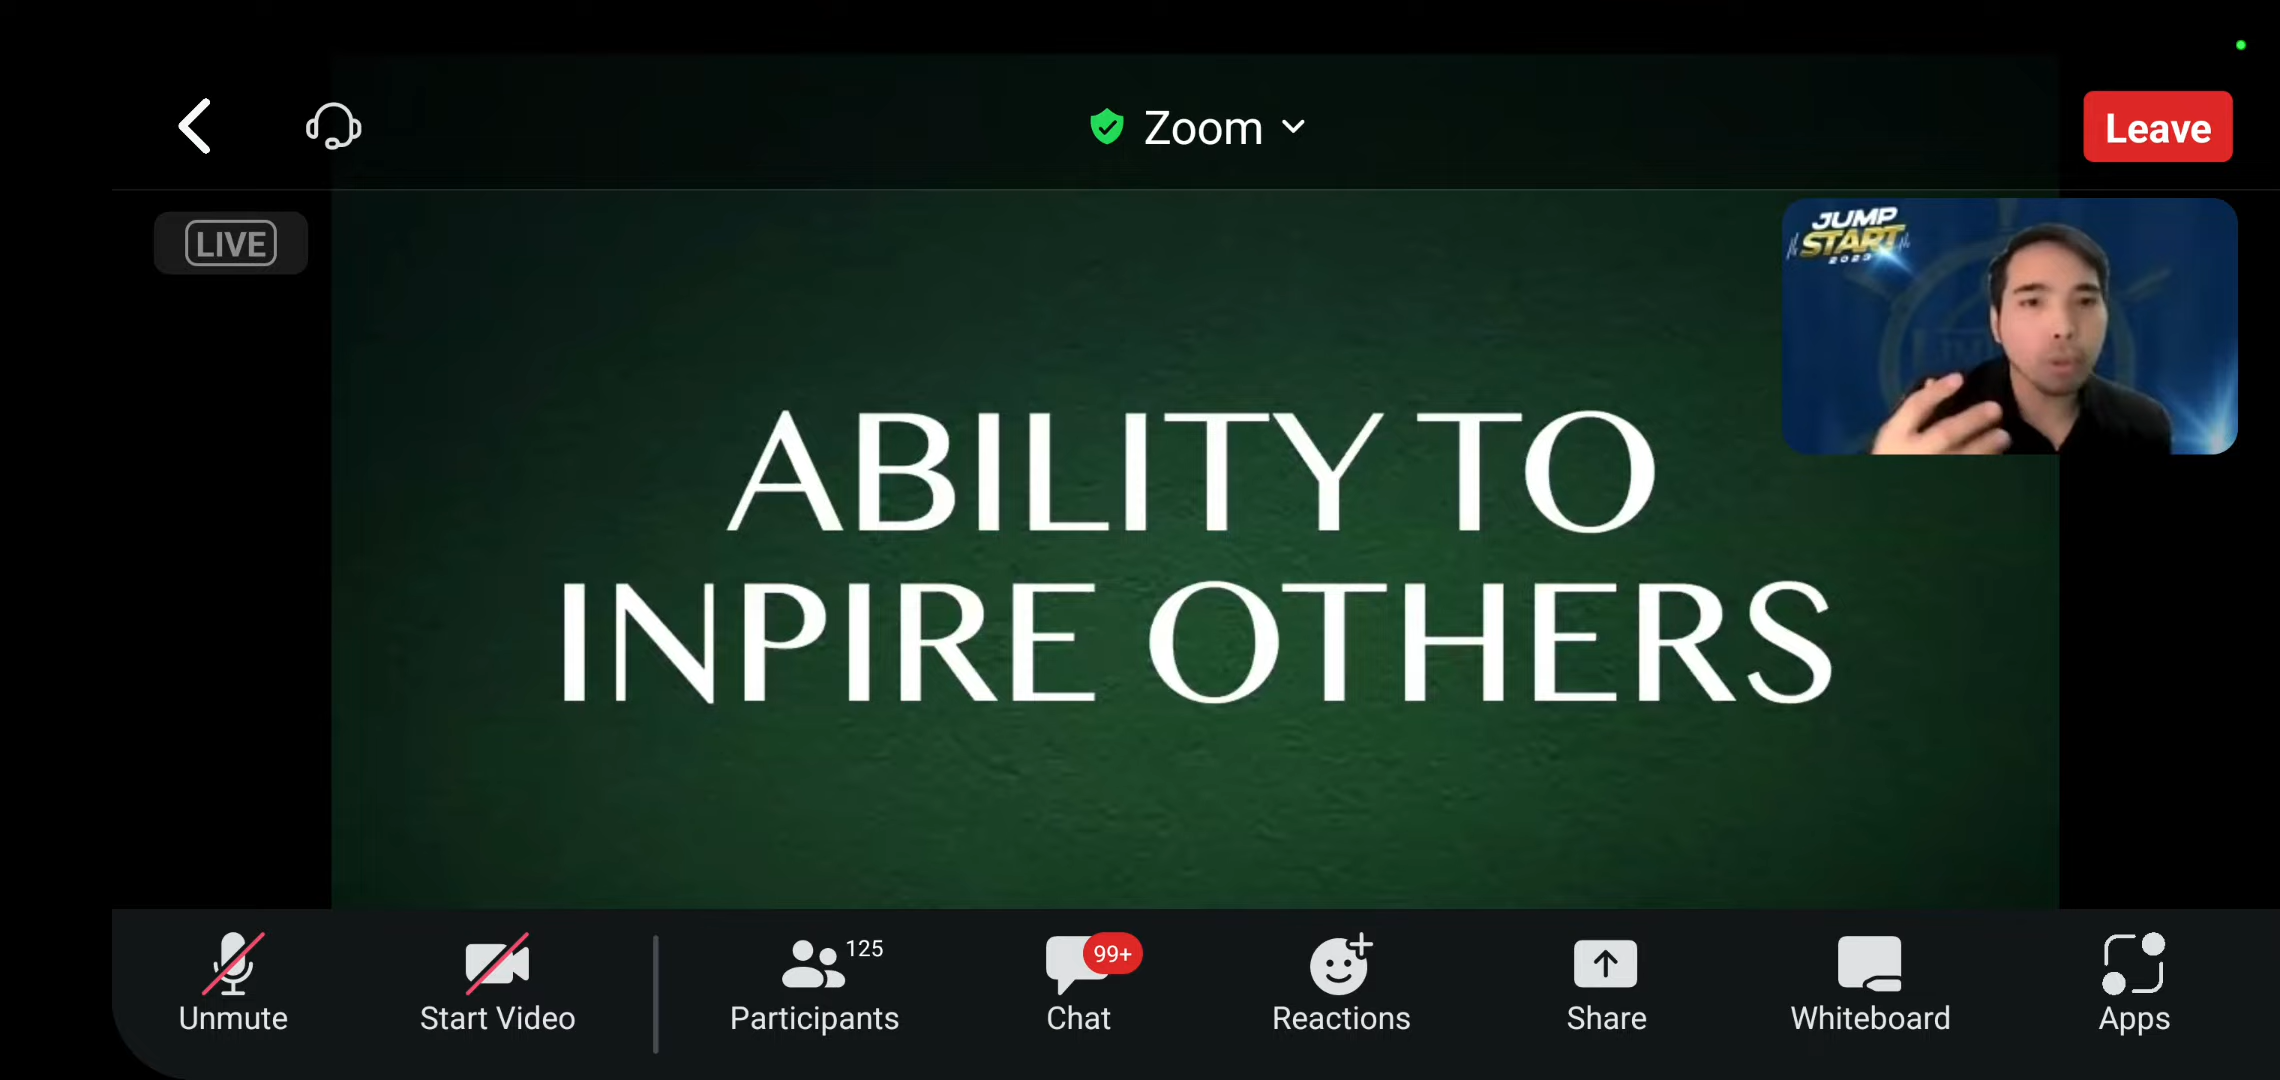 Zoom
Leave
LIVE
JUMP
START
2023
ABILITY TO
INPIRE OTHERS
Unmute
Start Video
125
Participants
99+
Chat
Reactions
Share
Whiteboard
Apps